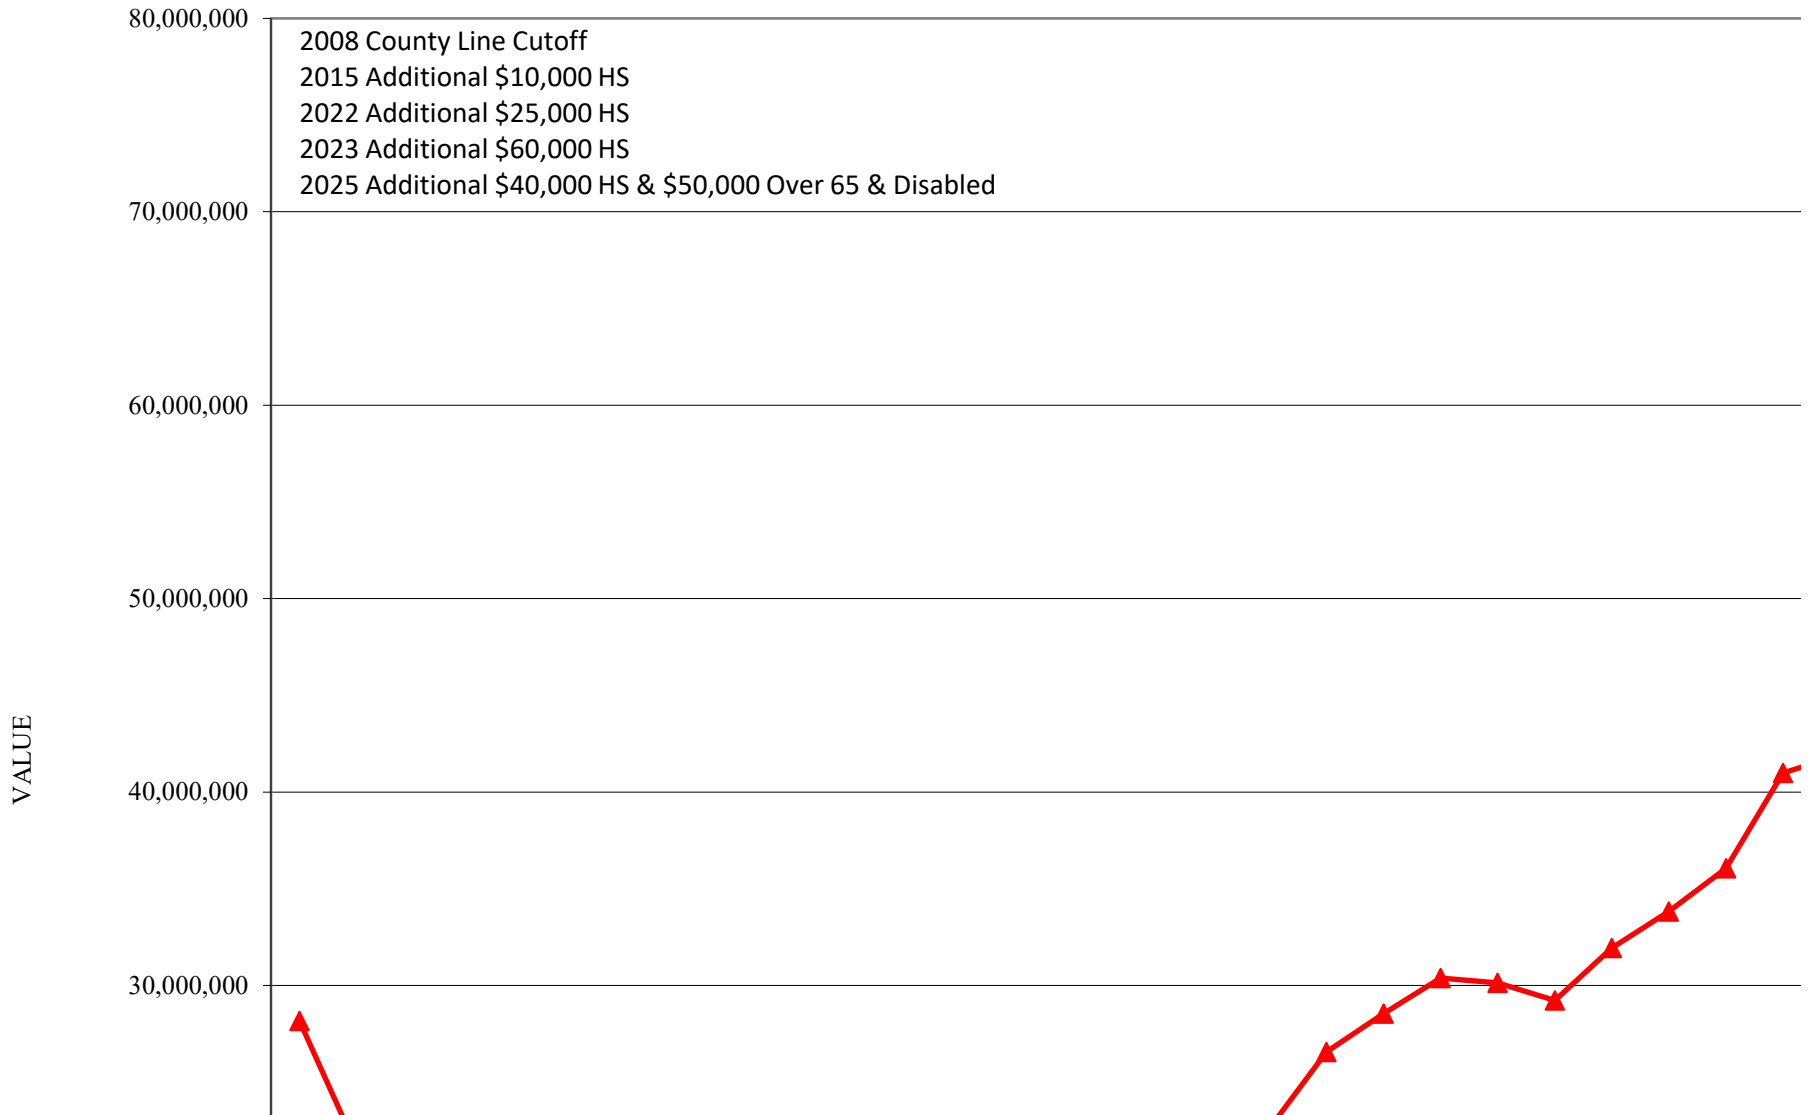 80,000,000
2008 County Line Cutoff
2015 Additional $10,000 HS
2022 Additional $25,000 HS
2023 Additional $60,000 HS
2025 Additional $40,000 HS & $50,000 Over 65 & Disabled
70,000,000
60,000,000
50,000,000
VALUE
40,000,000
30,000,000